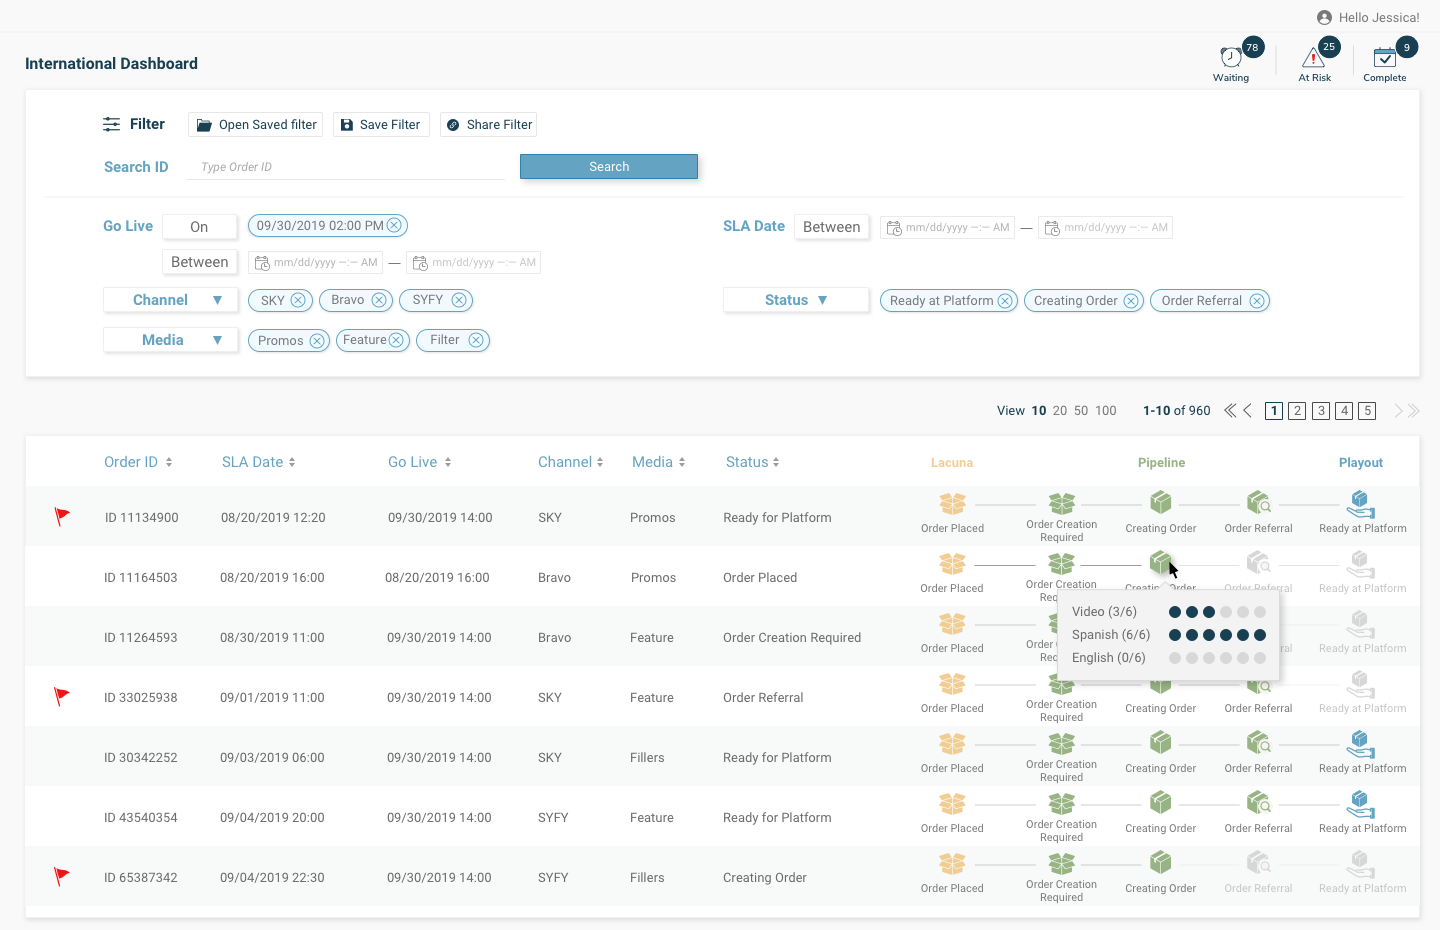 Hello Jessica!
International Dashboard
78
25
9
Waiting
At Risk
Complete
Filter
Open Saved filter
Save Filter
Share Filter
Search ID
Type Order ID
Search
Go Live
On
09/30/2019 02:00 PM
SLA Date
Between
mm/dd/yyyy –:– AM
—
mm/dd/yyyy –:– AM
Between
mm/dd/yyyy –:– AM
—
mm/dd/yyyy –:– AM
Channel
SKY
Bravo
SYFY
Status
Ready at Platform
Creating Order
Order Referral
Media
Promos
Feature
Filter
View 10 20 50 100
1-10 of 960
1 2 3 4 5
Order ID
SLA Date
Go Live
Channel
Media
Status
Lacuna
Pipeline
Playout
ID 11134900
08/20/2019 12:20
09/30/2019 14:00
SKY
Promos
Ready for Platform
Order Placed
Order Creation
Required
Creating Order
Order Referral
Ready at Platform
ID 11164503
08/20/2019 16:00
08/20/2019 16:00
Bravo
Promos
Order Placed
Order Placed
Order Creation
Creating Order
Order Referral
Ready at Platform
Video (3/6)
Spanish (6/6)
English (0/6)
ID 11264593
08/30/2019 11:00
09/30/2019 14:00
Bravo
Feature
Order Creation Required
Order Placed
Ready at Platform
ID 33025938
09/01/2019 11:00
09/30/2019 14:00
SKY
Feature
Order Referral
Order Placed
Order Creation
Required
Creating Order
Order Referral
Ready at Platform
ID 30342252
09/03/2019 06:00
09/30/2019 14:00
SKY
Fillers
Ready for Platform
Order Placed
Order Creation
Required
Creating Order
Order Referral
Ready at Platform
ID 43540354
09/04/2019 20:00
09/30/2019 14:00
SYFY
Feature
Ready for Platform
Order Placed
Order Creation
Required
Creating Order
Order Referral
Ready at Platform
ID 65387342
09/04/2019 22:30
09/30/2019 14:00
SYFY
Fillers
Creating Order
Order Placed
Order Creation
Required
Creating Order
Order Referral
Ready at Platform